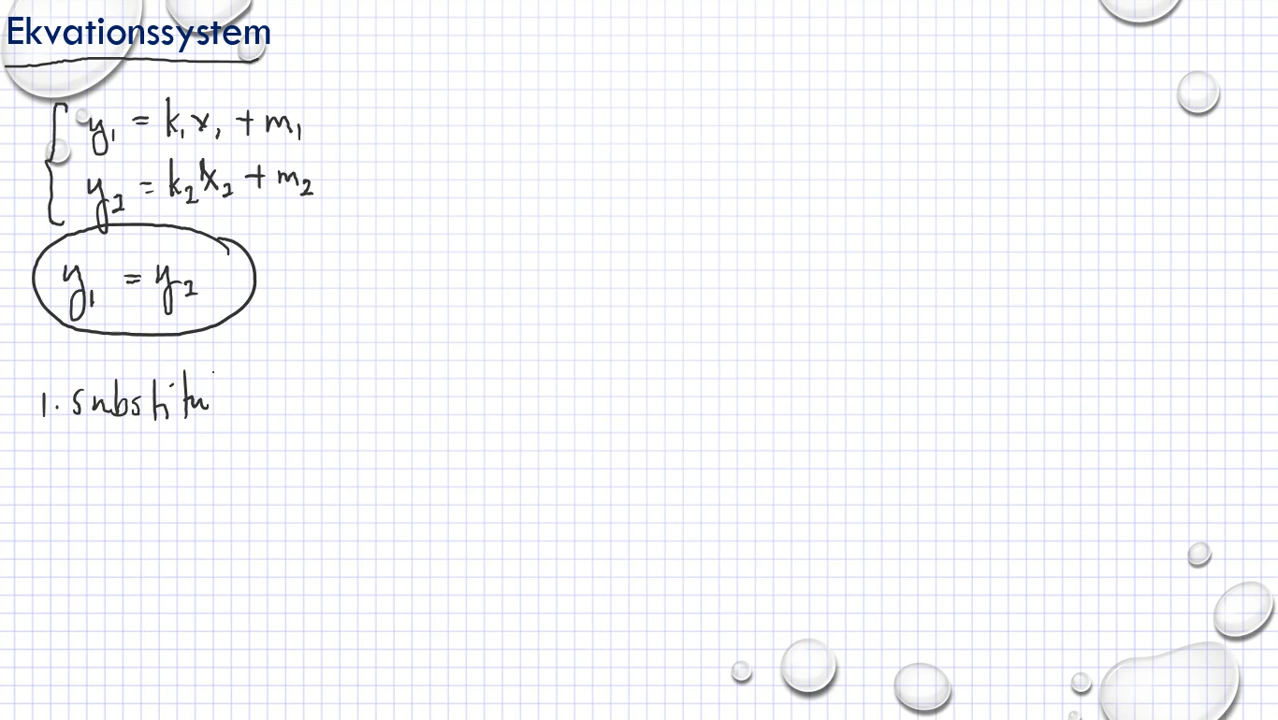 Ekvationssystem
y₁ = k₁x₁ + m₁
y₂ = k₂x₂ + m₂
y₁ = y₂
1. substitu